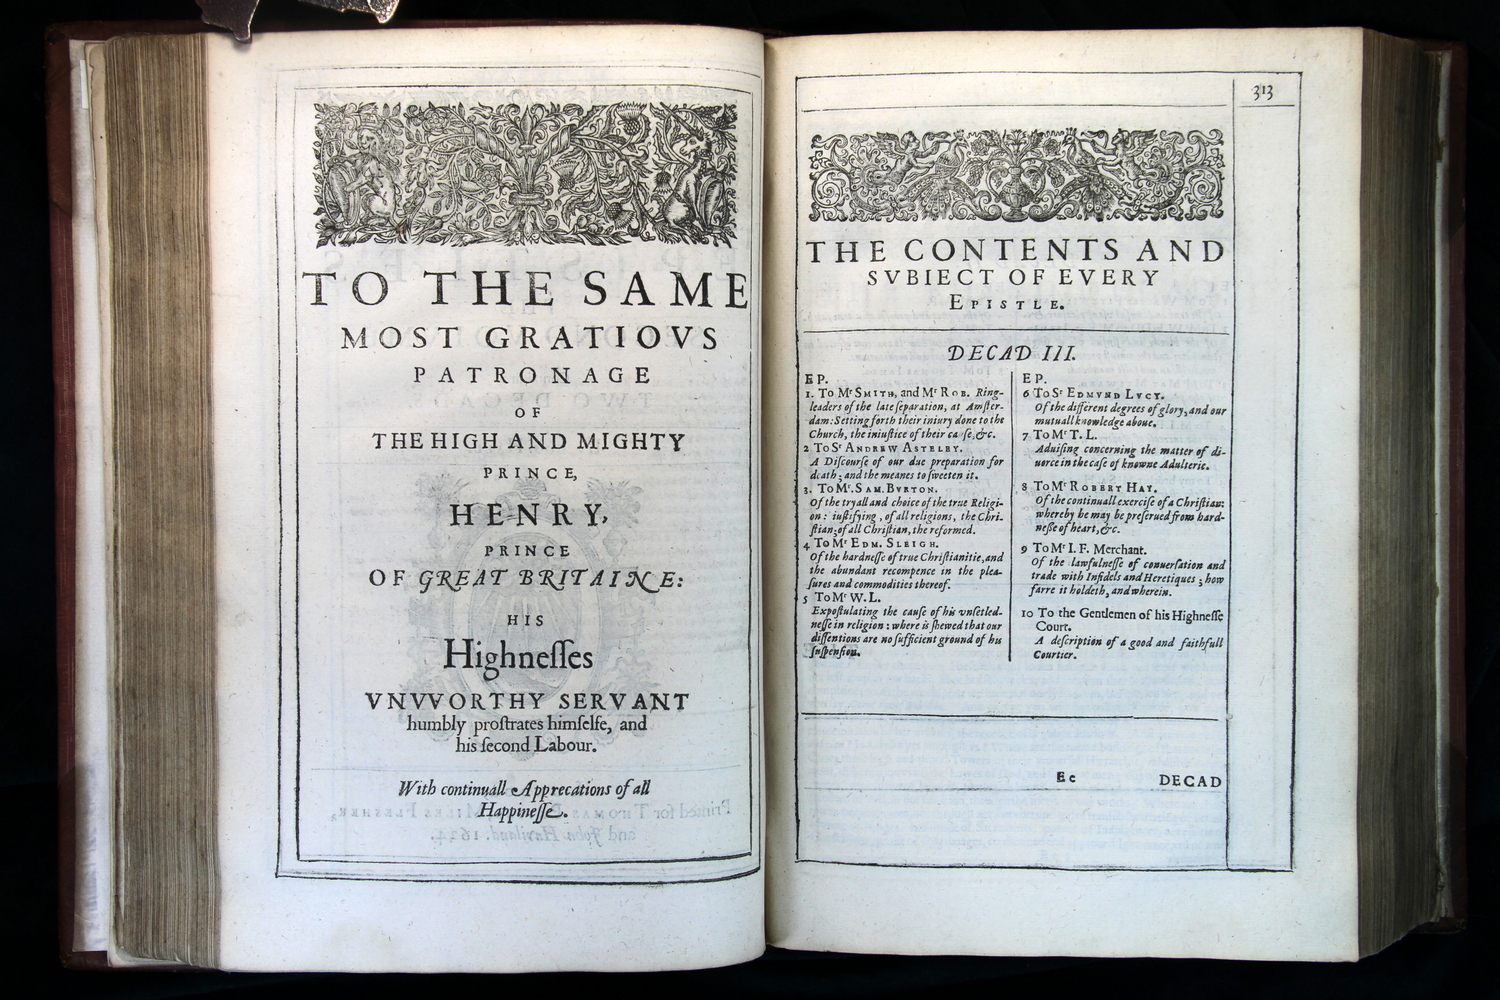 TO THE SAME
MOST GRATIOVS
PATRONAGE
OF
THE HIGH AND MIGHTY
PRINCE,
HENRY,
PRINCE
OF GREAT BRITAINE:
HIS
Highneſſes
VNVVORTHY SERVANT
humbly proſtrates himſelfe, and
his ſecond Labour.
With continuall Apprecations of all
Happineſſe.
313
THE CONTENTS AND
SVBIECT OF EVERY
EPISTLE.
DECAD III.
EP.
1. To Mr SMITH, and Mr ROB. Ring-
leaders of the late ſeparation, at Amſter-
dam: Setting forth their iniury done to the
Church, the iniuſtice of their cauſe, &c.
2 To Sr ANDREW ASTELEY.
A Diſcourſe of our due preparation for
death; and the meanes to ſweeten it.
3. To Mr. SAM. BVRTON.
Of the tryall and choice of the true Religi-
on: iuſtifying, of all religions, the Chri-
ſtian; of all Chriſtian, the reformed.
4 To Mr EDM. SLEIGH.
Of the hardneſſe of true Chriſtianitie, and
the abundant recompence in the plea-
ſures and commodities thereof.
5 To Mr W. L.
Expoſtulating the cauſe of his vnſetled-
neſſe in religion: where is ſhewed that our
diſſentions are no ſufficient ground of his
ſuſpenſion.
EP.
6 To Sr EDMVND LVCY.
Of the different degrees of glory, and our
mutuall knowledge aboue.
7 To Mr T. L.
Aduiſing concerning the matter of di-
uorce in the caſe of knowne Adulterie.
8 To Mr ROBERT HAY.
Of the continuall exerciſe of a Chriſtian:
whereby he may be preſerued from hard-
neſſe of heart, &c.
9 To Mr I. F. Merchant.
Of the lawfulneſſe of conuerſation and
trade with Infidels and Heretiques; how
farre it holdeth, and wherein.
10 To the Gentlemen of his Highneſſe
Court.
A deſcription of a good and faithfull
Courtier.
Ee DECAD